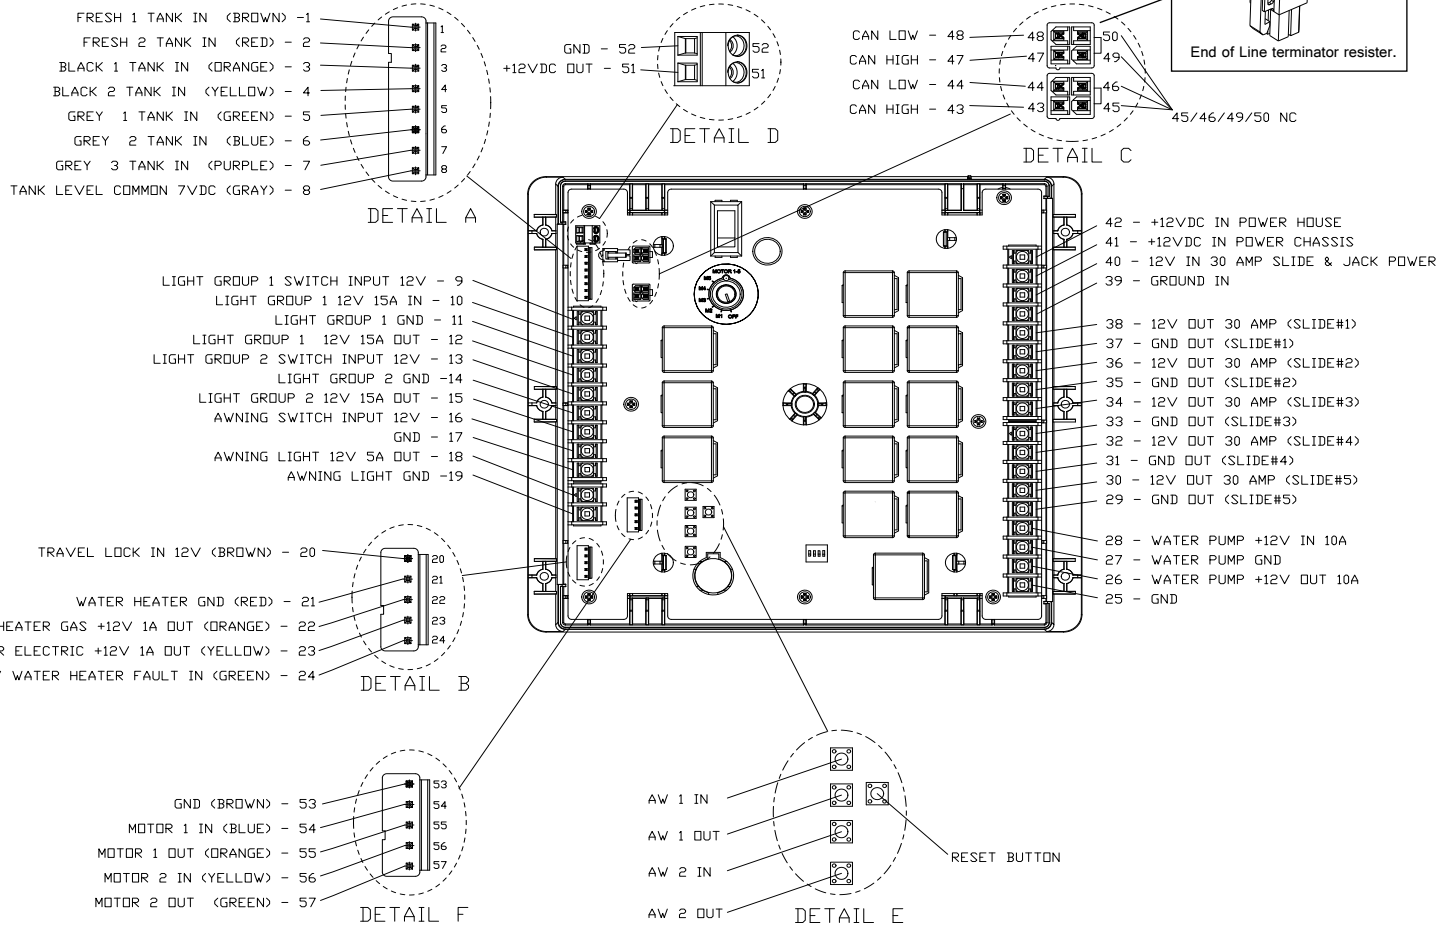 FRESH 1 TANK IN (BROWN) -1
FRESH 2 TANK IN (RED) - 2
BLACK 1 TANK IN (ORANGE) - 3
BLACK 2 TANK IN (YELLOW) - 4
GREY 1 TANK IN (GREEN) - 5
GREY 2 TANK IN (BLUE) - 6
GREY 3 TANK IN (PURPLE) - 7
TANK LEVEL COMMON 7VDC (GRAY) - 8
1
2
3
4
5
6
7
8
DETAIL A
GND - 52
+12VDC OUT - 51
52
51
DETAIL D
CAN LOW - 48
CAN HIGH - 47
CAN LOW - 44
CAN HIGH - 43
48
47
44
43
50
49
46
45
45/46/49/50 NC
DETAIL C
End of Line terminator resister.
LIGHT GROUP 1 SWITCH INPUT 12V - 9
LIGHT GROUP 1 12V 15A IN - 10
LIGHT GROUP 1 GND - 11
LIGHT GROUP 1 12V 15A OUT - 12
LIGHT GROUP 2 SWITCH INPUT 12V - 13
LIGHT GROUP 2 GND -14
LIGHT GROUP 2 12V 15A OUT - 15
AWNING SWITCH INPUT 12V - 16
GND - 17
AWNING LIGHT 12V 5A OUT - 18
AWNING LIGHT GND -19
MOTOR 1-5
M5
M4
M3
M2
M1
OFF
42 - +12VDC IN POWER HOUSE
41 - +12VDC IN POWER CHASSIS
40 - 12V IN 30 AMP SLIDE & JACK POWER
39 - GROUND IN
38 - 12V OUT 30 AMP (SLIDE#1)
37 - GND OUT (SLIDE#1)
36 - 12V OUT 30 AMP (SLIDE#2)
35 - GND OUT (SLIDE#2)
34 - 12V OUT 30 AMP (SLIDE#3)
33 - GND OUT (SLIDE#3)
32 - 12V OUT 30 AMP (SLIDE#4)
31 - GND OUT (SLIDE#4)
30 - 12V OUT 30 AMP (SLIDE#5)
29 - GND OUT (SLIDE#5)
28 - WATER PUMP +12V IN 10A
27 - WATER PUMP GND
26 - WATER PUMP +12V OUT 10A
25 - GND
TRAVEL LOCK IN 12V (BROWN) - 20
WATER HEATER GND (RED) - 21
HEATER GAS +12V 1A OUT (ORANGE) - 22
R ELECTRIC +12V 1A OUT (YELLOW) - 23
WATER HEATER FAULT IN (GREEN) - 24
20
21
22
23
24
DETAIL B
GND (BROWN) - 53
MOTOR 1 IN (BLUE) - 54
MOTOR 1 OUT (ORANGE) - 55
MOTOR 2 IN (YELLOW) - 56
MOTOR 2 OUT (GREEN) - 57
53
54
55
56
57
DETAIL F
AW 1 IN
AW 1 OUT
AW 2 IN
AW 2 OUT
RESET BUTTON
DETAIL E